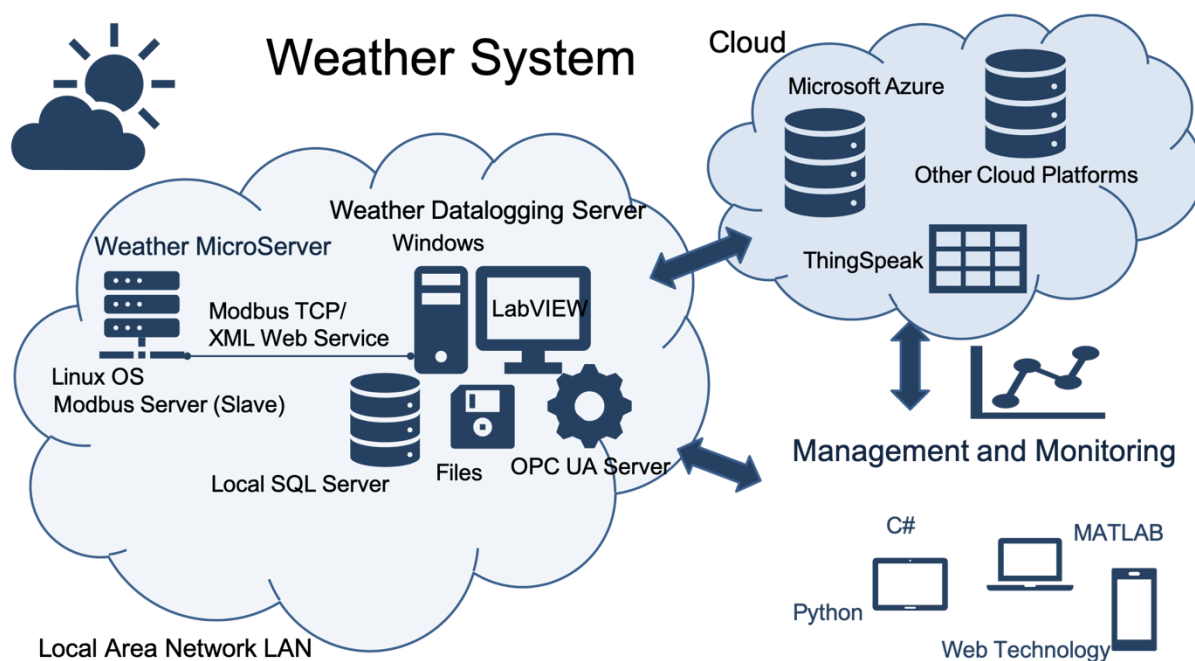 Weather System
Cloud
Microsoft Azure
Other Cloud Platforms
ThingSpeak
Weather Datalogging Server
Windows
Weather MicroServer
LabVIEW
Modbus TCP/
XML Web Service
Linux OS
Modbus Server (Slave)
Local SQL Server
Files
OPC UA Server
Management and Monitoring
C#
MATLAB
Python
Web Technology
Local Area Network LAN